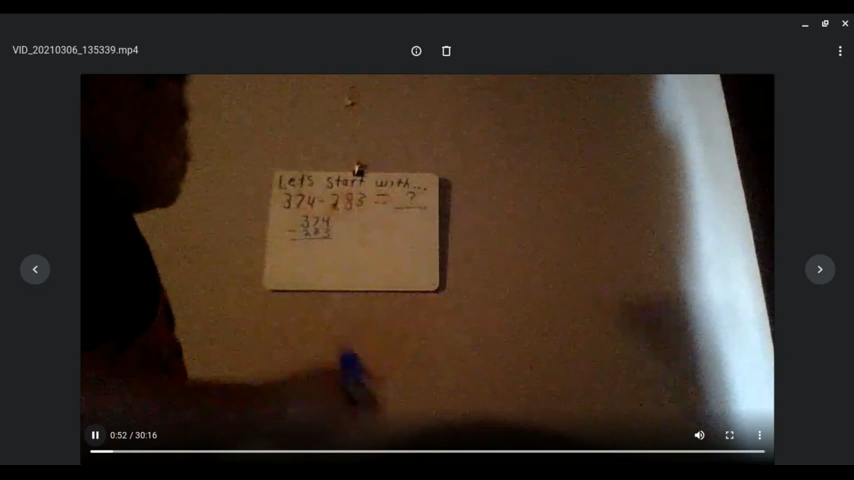 VID_20210306_135339.mp4
Lets start with...
374-283 = ?
374
-283
0:52 / 30:16